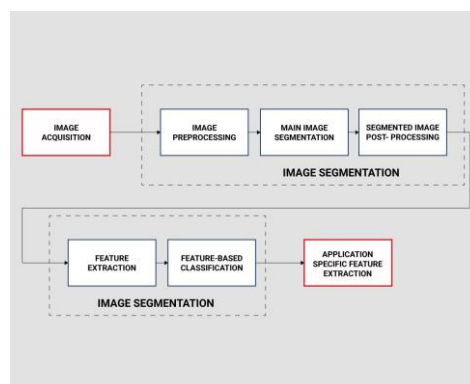 IMAGE
ACQUISITION
IMAGE
PREPROCESSING
MAIN IMAGE
SEGMENTATION
SEGMENTED IMAGE
POST- PROCESSING
IMAGE SEGMENTATION
FEATURE
EXTRACTION
FEATURE-BASED
CLASSIFICATION
APPLICATION
SPECIFIC FEATURE
EXTRACTION
IMAGE SEGMENTATION